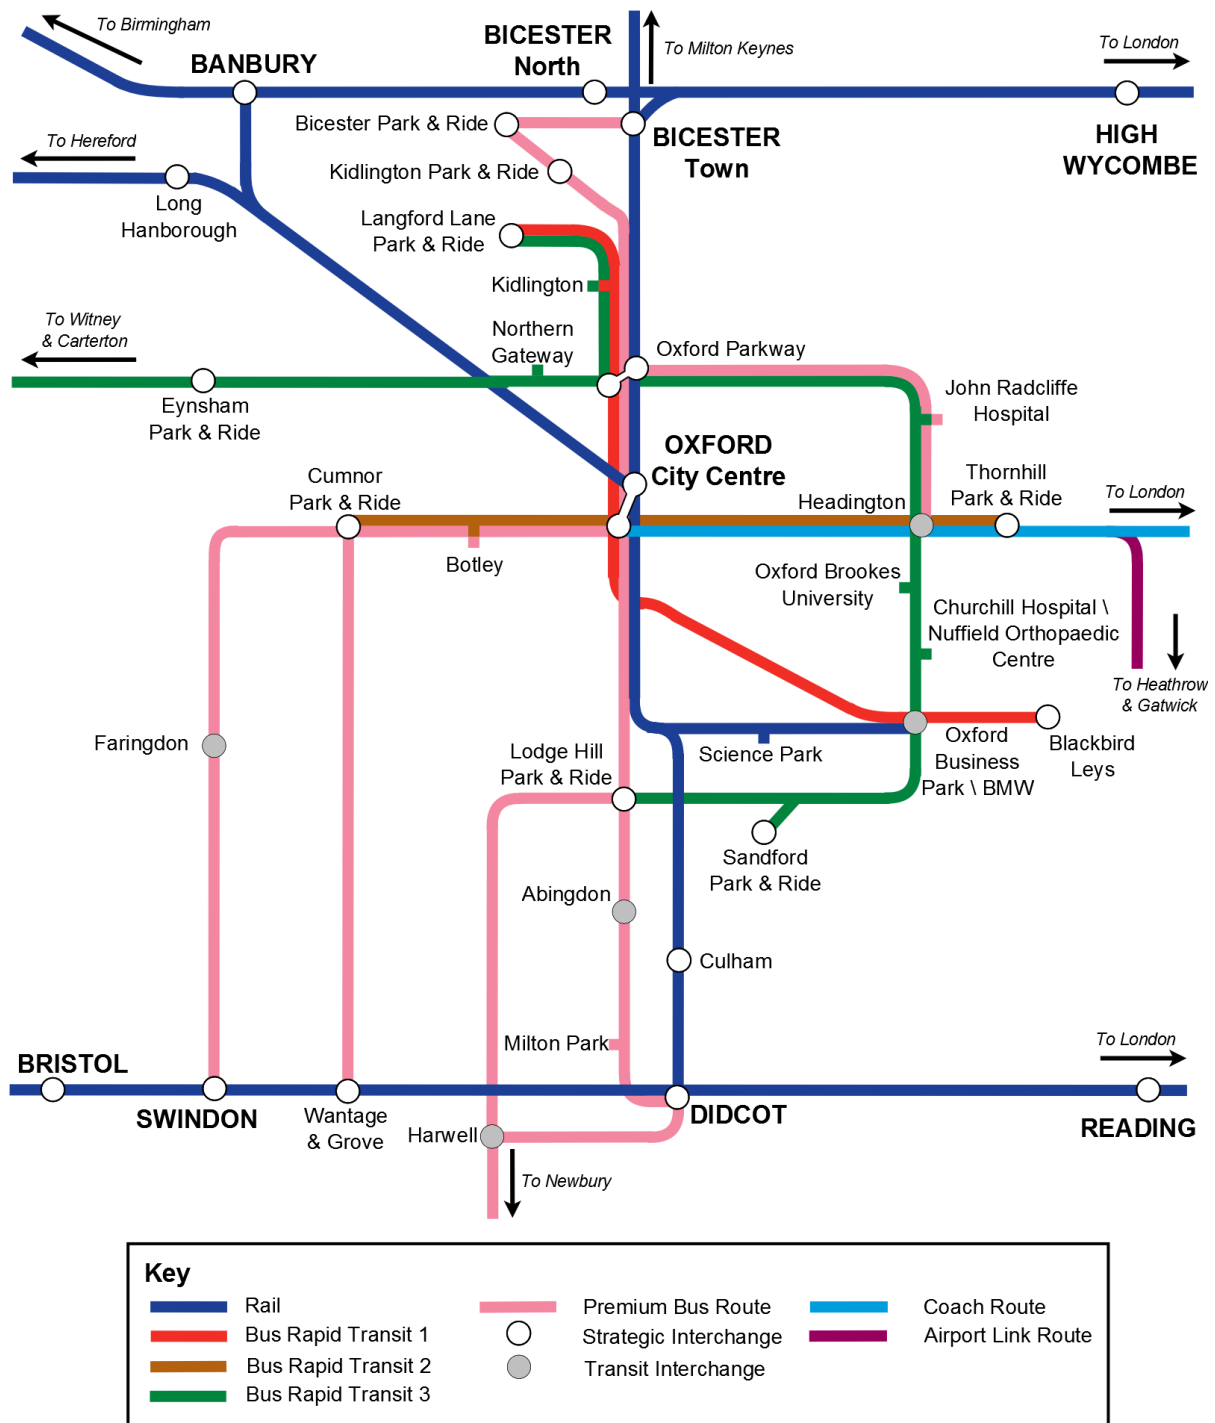 To Birmingham
BICESTER
North
To Milton Keynes
To London
BANBURY
Bicester Park & Ride
BICESTER
Town
HIGH
WYCOMBE
To Hereford
Kidlington Park & Ride
Long
Hanborough
Langford Lane
Park & Ride
Kidlington
To Witney
& Carterton
Northern
Gateway
Oxford Parkway
Eynsham
Park & Ride
John Radcliffe
Hospital
OXFORD
City Centre
Cumnor
Park & Ride
Headington
Thornhill
Park & Ride
To London
Botley
Oxford Brookes
University
Churchill Hospital \
Nuffield Orthopaedic
Centre
To Heathrow
& Gatwick
Faringdon
Lodge Hill
Park & Ride
Science Park
Oxford
Business
Park \ BMW
Blackbird
Leys
Sandford
Park & Ride
Abingdon
Culham
Milton Park
To London
BRISTOL
SWINDON
Wantage
& Grove
Harwell
DIDCOT
READING
To Newbury
Key
Rail
Bus Rapid Transit 1
Bus Rapid Transit 2
Bus Rapid Transit 3
Premium Bus Route
Strategic Interchange
Transit Interchange
Coach Route
Airport Link Route